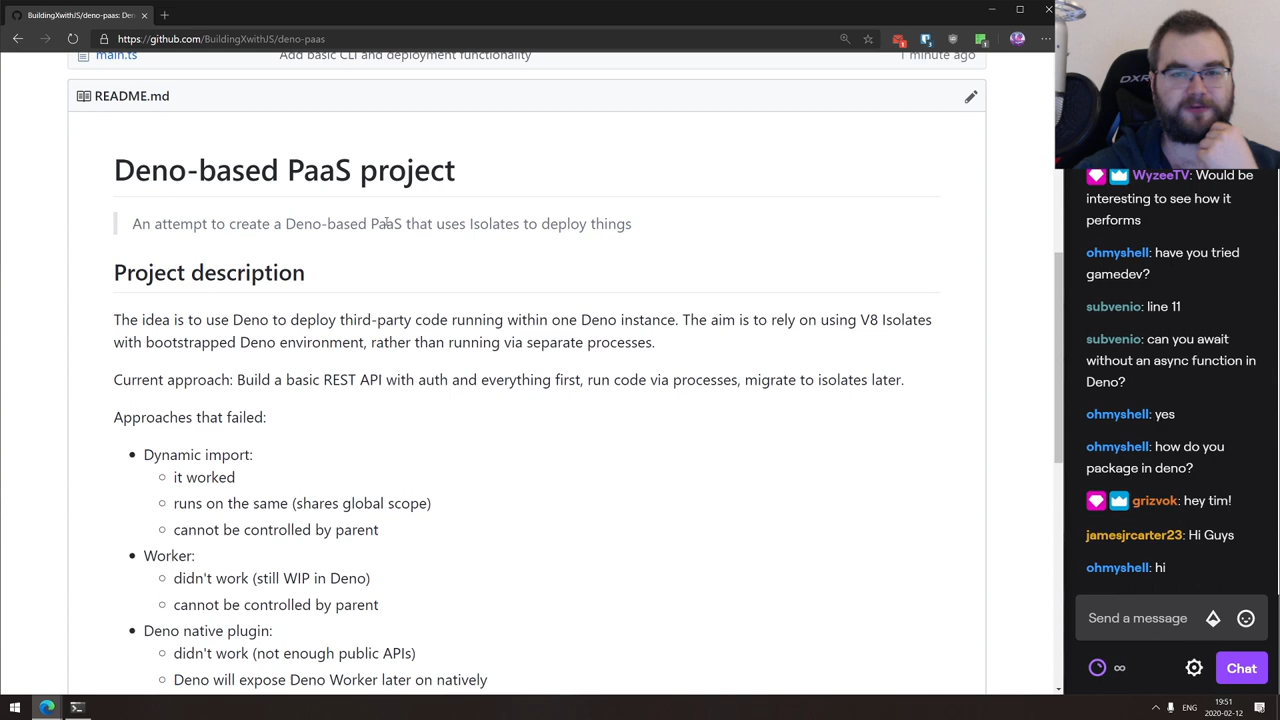 BuildingXwithJS/deno-paas: Den
https://github.com/BuildingXwithJS/deno-paas
main.ts
Add basic CLI and deployment functionality
1 minute ago
README.md
Deno-based PaaS project
An attempt to create a Deno-based PaaS that uses Isolates to deploy things
Project description
The idea is to use Deno to deploy third-party code running within one Deno instance. The aim is to rely on using V8 Isolates
with bootstrapped Deno environment, rather than running via separate processes.
Current approach: Build a basic REST API with auth and everything first, run code via processes, migrate to isolates later.
Approaches that failed:
Dynamic import:
it worked
runs on the same (shares global scope)
cannot be controlled by parent
Worker:
didn't work (still WIP in Deno)
cannot be controlled by parent
Deno native plugin:
didn't work (not enough public APIs)
Deno will expose Deno Worker later on natively
DXR
WyzeeTV: Would be
interesting to see how it
performs
ohmyshell: have you tried
gamedev?
subvenio: line 11
subvenio: can you await
without an async function in
Deno?
ohmyshell: yes
ohmyshell: how do you
package in deno?
grizvok: hey tim!
jamesjrcarter23: Hi Guys
ohmyshell: hi
Send a message
Chat
ENG
19:51
2020-02-12